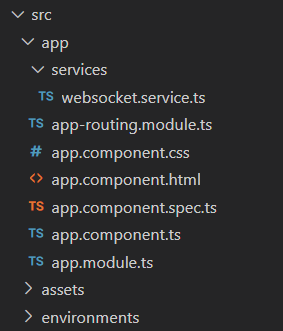 src
app
services
TS websocket.service.ts
TS app-routing.module.ts
# app.component.css
<> app.component.html
TS app.component.spec.ts
TS app.component.ts
TS app.module.ts
assets
environments